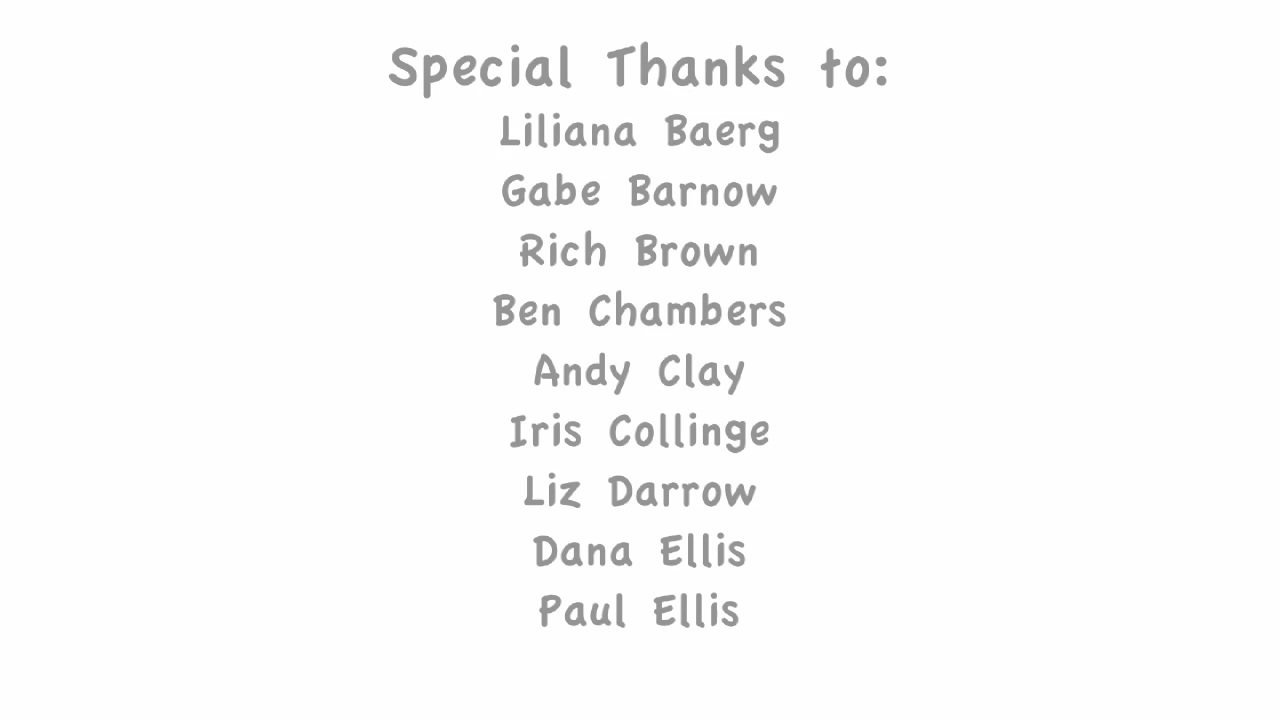 Special Thanks to:
Liliana Baerg
Gabe Barnow
Rich Brown
Ben Chambers
Andy Clay
Iris Collinge
Liz Darrow
Dana Ellis
Paul Ellis